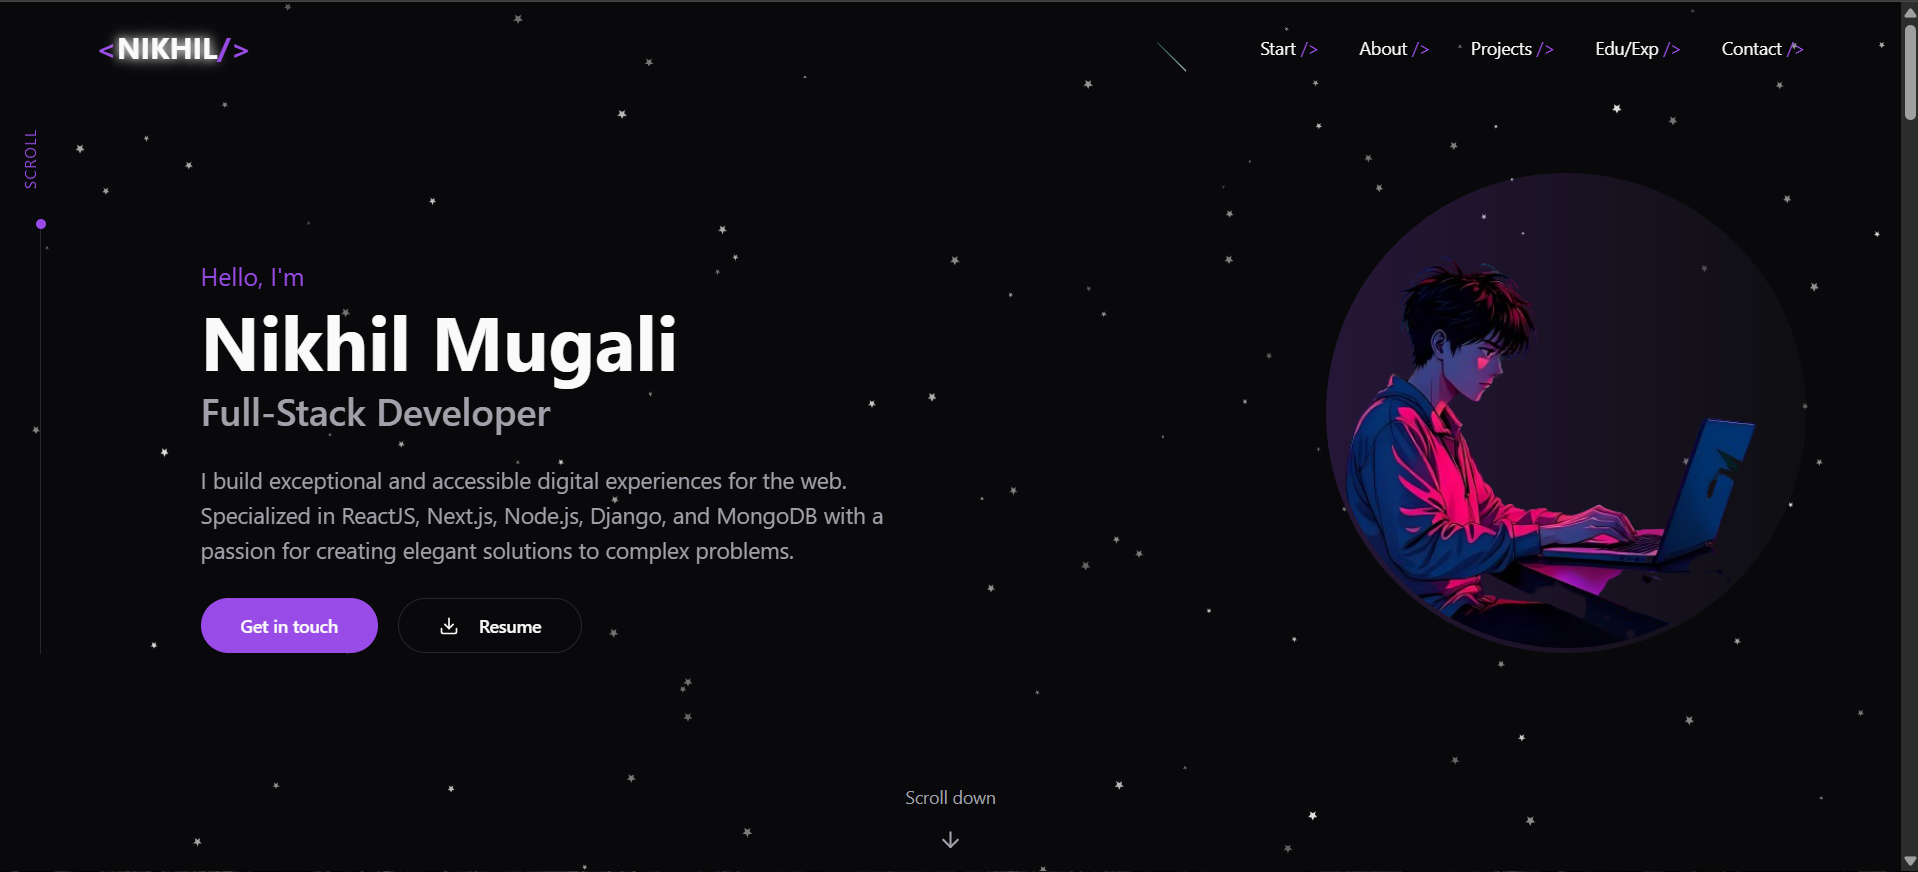 <NIKHIL/>
Start />
About />
Projects />
Edu/Exp />
Contact />
SCROLL
Hello, I'm
Nikhil Mugali
Full-Stack Developer
I build exceptional and accessible digital experiences for the web.
Specialized in ReactJS, Next.js, Node.js, Django, and MongoDB with a
passion for creating elegant solutions to complex problems.
Get in touch
Resume
Scroll down